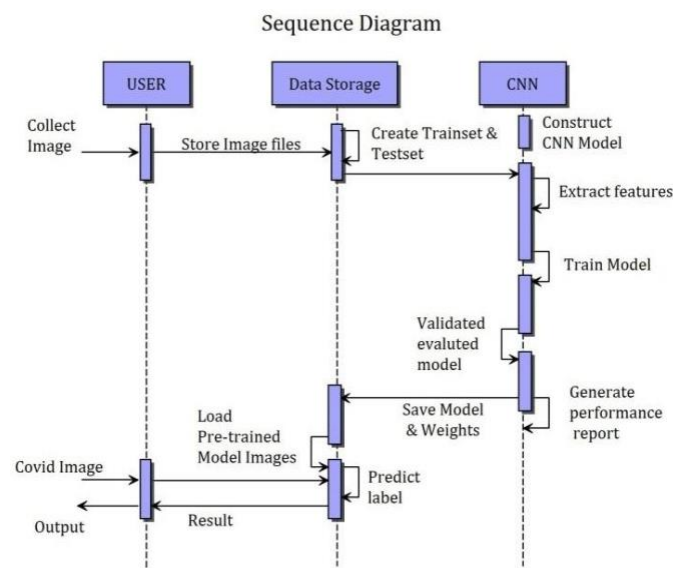 Sequence Diagram
USER
Data Storage
CNN
Collect
Image
Store Image files
Create Trainset &
Testset
Construct
CNN Model
Extract features
Train Model
Validated
evaluted
model
Save Model
& Weights
Generate
performance
report
Load
Pre-trained
Model Images
Covid Image
Predict
label
Output
Result